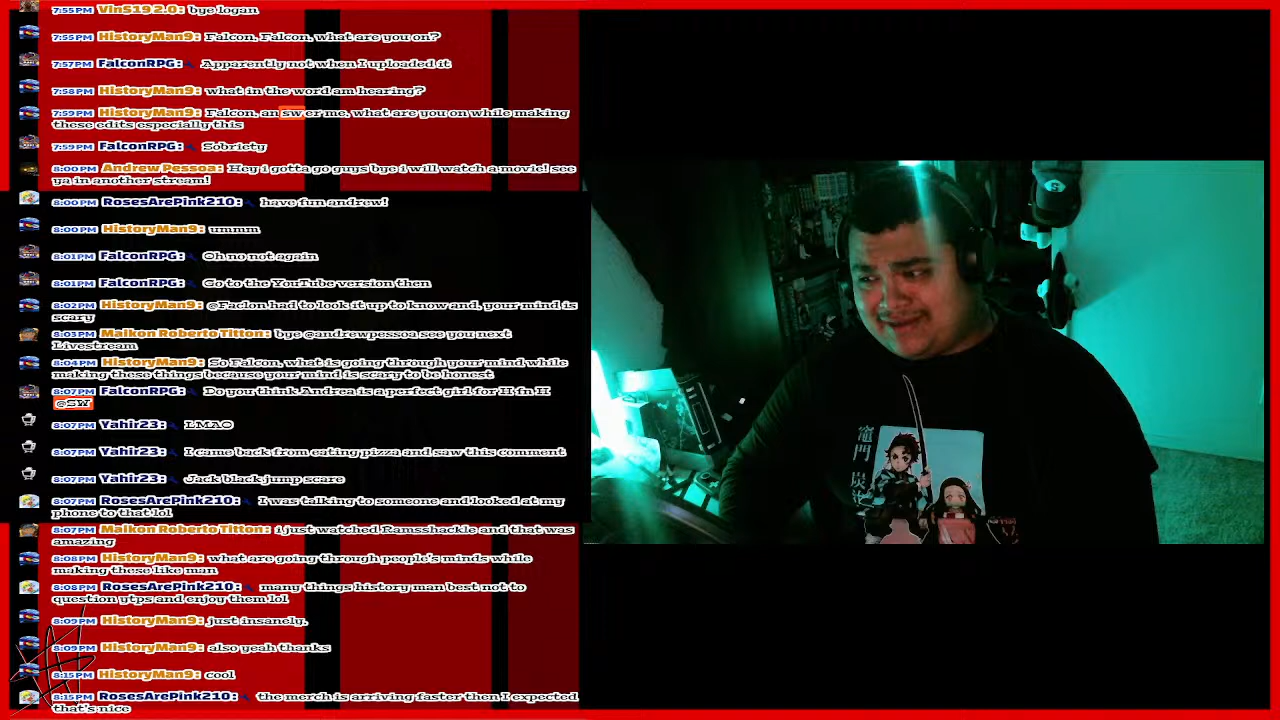 7:55 PM VinS19 2.0: bye logan
7:55 PM HistoryMan9: Falcon, Falcon, what are you on?
7:57 PM FalconRPG: Apparently not when I uploaded it
7:58 PM HistoryMan9: what in the word am hearing?
7:59 PM HistoryMan9: Falcon, answer me. what are you on while making
these edits especially this
7:59 PM FalconRPG: Sobriety
8:00 PM Andrew Pessoa: Hey i gotta go guys bye i will watch a movie! see
ya in another stream!
8:00 PM RosesArePink210: have fun andrew!
8:00 PM HistoryMan9: ummm
8:01 PM FalconRPG: Oh no not again
8:01 PM FalconRPG: Go to the YouTube version then
8:02 PM HistoryMan9: @Faclon had to look it up to know and, your mind is
scary
8:03 PM Maikon Roberto Titton: bye @andrewpessoa see you next
Livestream
8:04 PM HistoryMan9: So Falcon, what is going through your mind while
making these things because your mind is scary to be honest
8:07 PM FalconRPG: Do you think Andrea is a perfect girl for H fn H
@SW
8:07 PM Yahir23: LMAO
8:07 PM Yahir23: I came back from eating pizza and saw this comment
8:07 PM Yahir23: Jack black jump scare
8:07 PM RosesArePink210: I was talking to someone and looked at my
phone to that lol
8:07 PM Maikon Roberto Titton: i just watched Ramsshackle and that was
amazing
8:08 PM HistoryMan9: what are going through people's minds while
making these like man
8:08 PM RosesArePink210: many things history man best not to
question ytps and enjoy them lol
8:09 PM HistoryMan9: just insanely.
8:09 PM HistoryMan9: also yeah thanks
8:15 PM HistoryMan9: cool
8:15 PM RosesArePink210: the merch is arriving faster then I expected
that's nice
S
竈門
炭治